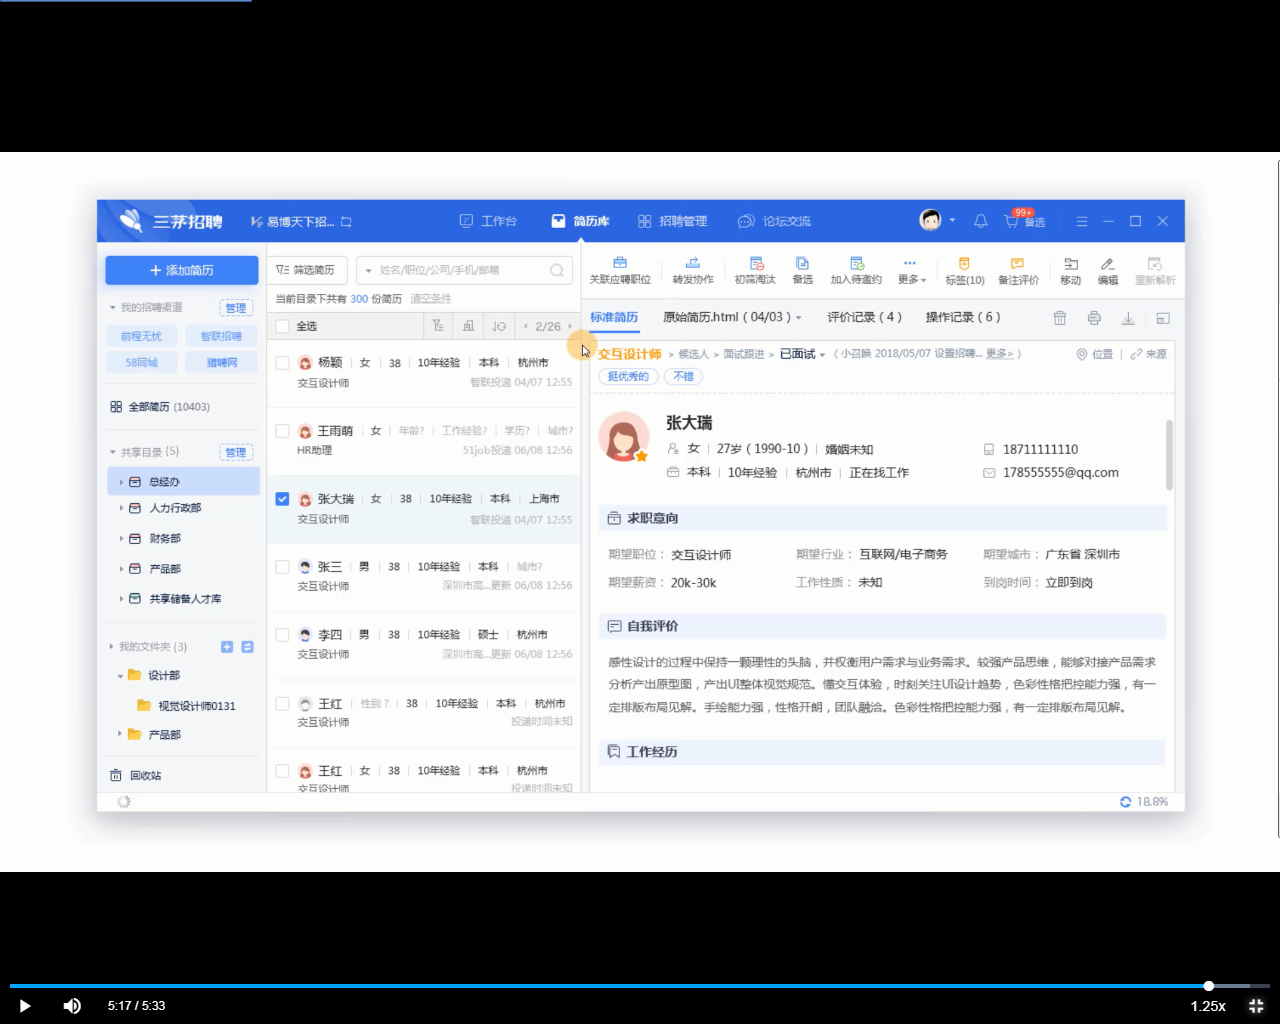 三茅招聘
易博天下招...
工作台
简历库
招聘管理
论坛交流
99+
备选
添加简历
我的招聘渠道
管理
前程无忧
智联招聘
58同城
猎聘网
全部简历 (10403)
共享目录 (5)
管理
总经办
人力行政部
财务部
产品部
共享储备人才库
我的文件夹 (3)
设计部
视觉设计师0131
产品部
回收站
筛选简历
姓名/职位/公司/手机/邮箱
当前目录下共有 300 份简历 清空条件
全选
2/26
杨颖 女 38 10年经验 本科 杭州市
交互设计师 智联投递 04/07 12:55
王雨萌 女 年龄? 工作经验? 学历? 城市?
HR助理 51job投递 06/08 12:56
张大瑞 女 38 10年经验 本科 上海市
交互设计师 智联投递 04/07 12:55
张三 男 38 10年经验 本科 城市?
交互设计师 深圳市高...更新 06/08 12:56
李四 男 38 10年经验 硕士 杭州市
交互设计师 深圳市高...更新 06/08 12:56
王红 性别 ? 38 10年经验 本科 杭州市
交互设计师 投递时间未知
王红 女 38 10年经验 本科 杭州市
交互设计师 投递时间未知
关联应聘职位
转发协作
初筛淘汰
备选
加入待邀约
更多
标签(10)
备注评价
移动
编辑
重新解析
标准简历
原始简历.html ( 04/03 )
评价记录 ( 4 )
操作记录 ( 6 )
交互设计师 > 候选人 > 面试跟进 > 已面试 ( 小召唤 2018/05/07 设置招聘... 更多> )
位置
来源
挺优秀的
不错
张大瑞
女 27岁 ( 1990-10 ) 婚姻未知
18711111110
本科 10年经验 杭州市 正在找工作
178555555@qq.com
求职意向
期望职位： 交互设计师
期望行业： 互联网/电子商务
期望城市： 广东省 深圳市
期望薪资： 20k-30k
工作性质： 未知
到岗时间： 立即到岗
自我评价
感性设计的过程中保持一颗理性的头脑，并权衡用户需求与业务需求。较强产品思维，能够对接产品需求
分析产出原型图，产出UI整体视觉规范。懂交互体验，时刻关注UI设计趋势，色彩性格把控能力强，有一
定排版布局见解。手绘能力强，性格开朗，团队融洽。色彩性格把控能力强，有一定排版布局见解。
工作经历
18.8%
5:17 / 5:33
1.25x